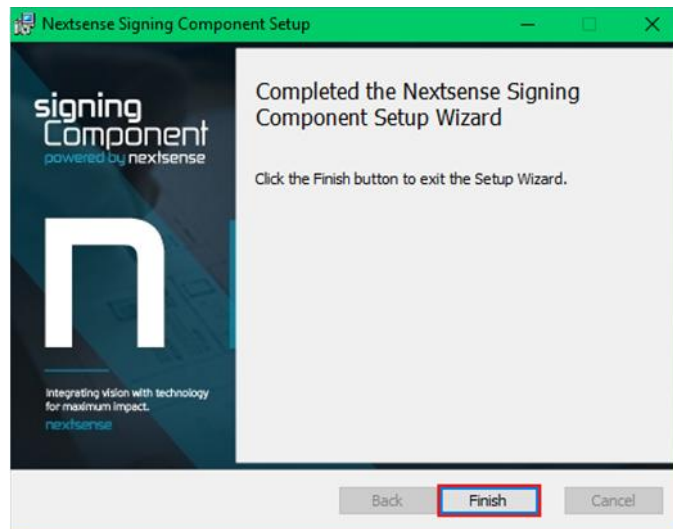 Nextsense Signing Component Setup
signing
Component
powered by nextsense
n
Integrating vision with technology
for maximum impact.
nextsense
Completed the Nextsense Signing
Component Setup Wizard
Click the Finish button to exit the Setup Wizard.
Back
Finish
Cancel